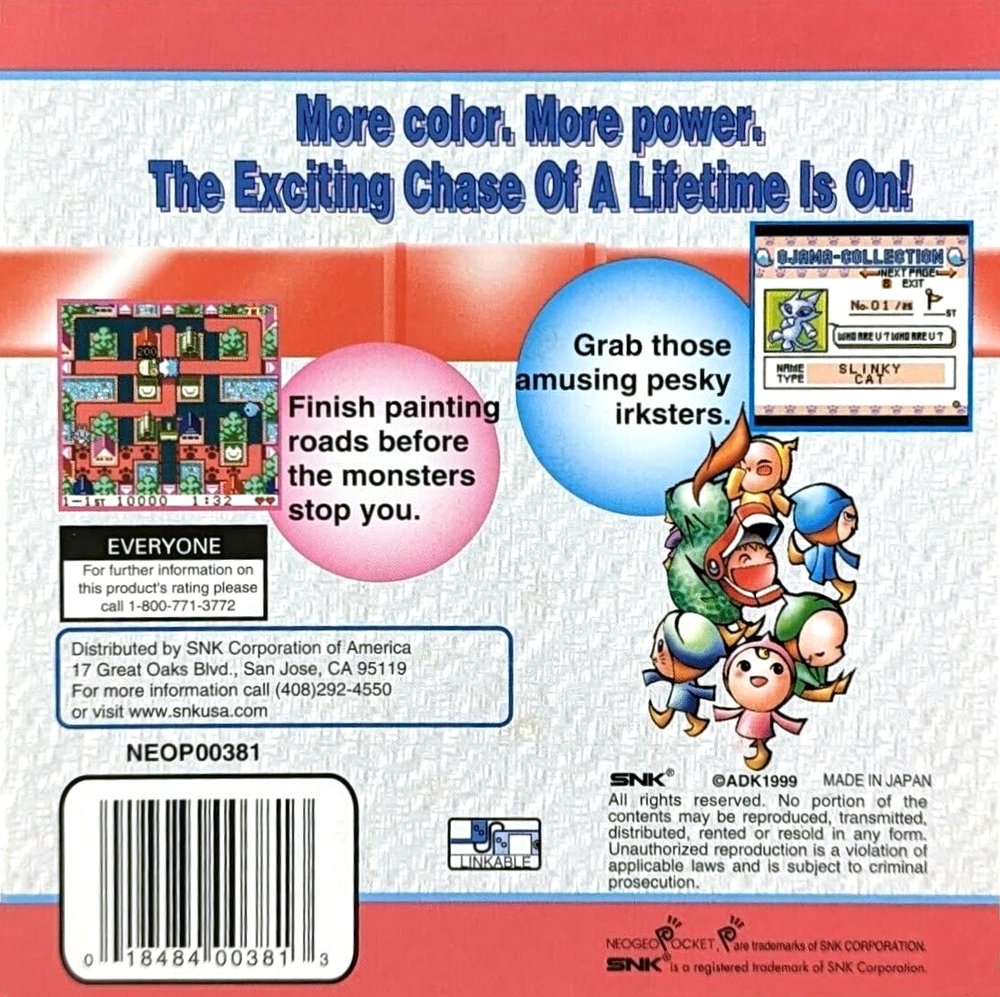 More color. More power.
The Exciting Chase Of A Lifetime Is On!
OJAMA-COLLECTION
NEXT PAGE
B EXIT
No.01 /25
ST
WHO ARE U? WHO ARE U?
NAME SLINKY
TYPE CAT
Grab those
amusing pesky
irksters.
200
1-1ST 10000 1:32
Finish painting
roads before
the monsters
stop you.
EVERYONE
For further information on
this product's rating please
call 1-800-771-3772
Distributed by SNK Corporation of America
17 Great Oaks Blvd., San Jose, CA 95119
For more information call (408)292-4550
or visit www.snkusa.com
NEOP00381
0 18484 00381 3
LINKABLE
SNK® ©ADK1999 MADE IN JAPAN
All rights reserved. No portion of the
contents may be reproduced, transmitted,
distributed, rented or resold in any form.
Unauthorized reproduction is a violation of
applicable laws and is subject to criminal
prosecution.
NEOGEO POCKET, P are trademarks of SNK CORPORATION.
SNK® is a registered trademark of SNK Corporation.